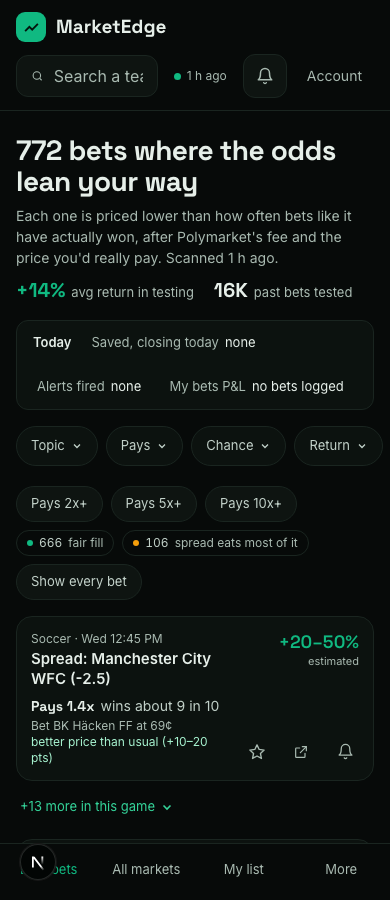 MarketEdge
Search a tea
1 h ago
Account
772 bets where the odds
lean your way
Each one is priced lower than how often bets like it
have actually won, after Polymarket's fee and the
price you'd really pay. Scanned 1 h ago.
+14% avg return in testing 16K past bets tested
Today Saved, closing today none
Alerts fired none My bets P&L no bets logged
Topic Pays Chance Return
Pays 2x+ Pays 5x+ Pays 10x+
666 fair fill 106 spread eats most of it
Show every bet
Soccer · Wed 12:45 PM +20–50%
estimated
Spread: Manchester City
WFC (-2.5)
Pays 1.4x wins about 9 in 10
Bet BK Häcken FF at 69¢
better price than usual (+10–20
pts)
+13 more in this game
N bets All markets My list More